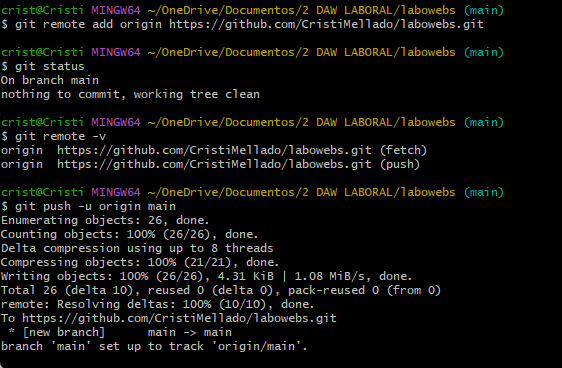 crist@Cristi MINGW64 ~/OneDrive/Documentos/2 DAW LABORAL/labowebs (main)
$ git remote add origin https://github.com/CristiMellado/labowebs.git
crist@Cristi MINGW64 ~/OneDrive/Documentos/2 DAW LABORAL/labowebs (main)
$ git status
On branch main
nothing to commit, working tree clean
crist@Cristi MINGW64 ~/OneDrive/Documentos/2 DAW LABORAL/labowebs (main)
$ git remote -v
origin  https://github.com/CristiMellado/labowebs.git (fetch)
origin  https://github.com/CristiMellado/labowebs.git (push)
crist@Cristi MINGW64 ~/OneDrive/Documentos/2 DAW LABORAL/labowebs (main)
$ git push -u origin main
Enumerating objects: 26, done.
Counting objects: 100% (26/26), done.
Delta compression using up to 8 threads
Compressing objects: 100% (21/21), done.
Writing objects: 100% (26/26), 4.31 KiB | 1.08 MiB/s, done.
Total 26 (delta 10), reused 0 (delta 0), pack-reused 0 (from 0)
remote: Resolving deltas: 100% (10/10), done.
To https://github.com/CristiMellado/labowebs.git
 * [new branch]      main -> main
branch 'main' set up to track 'origin/main'.